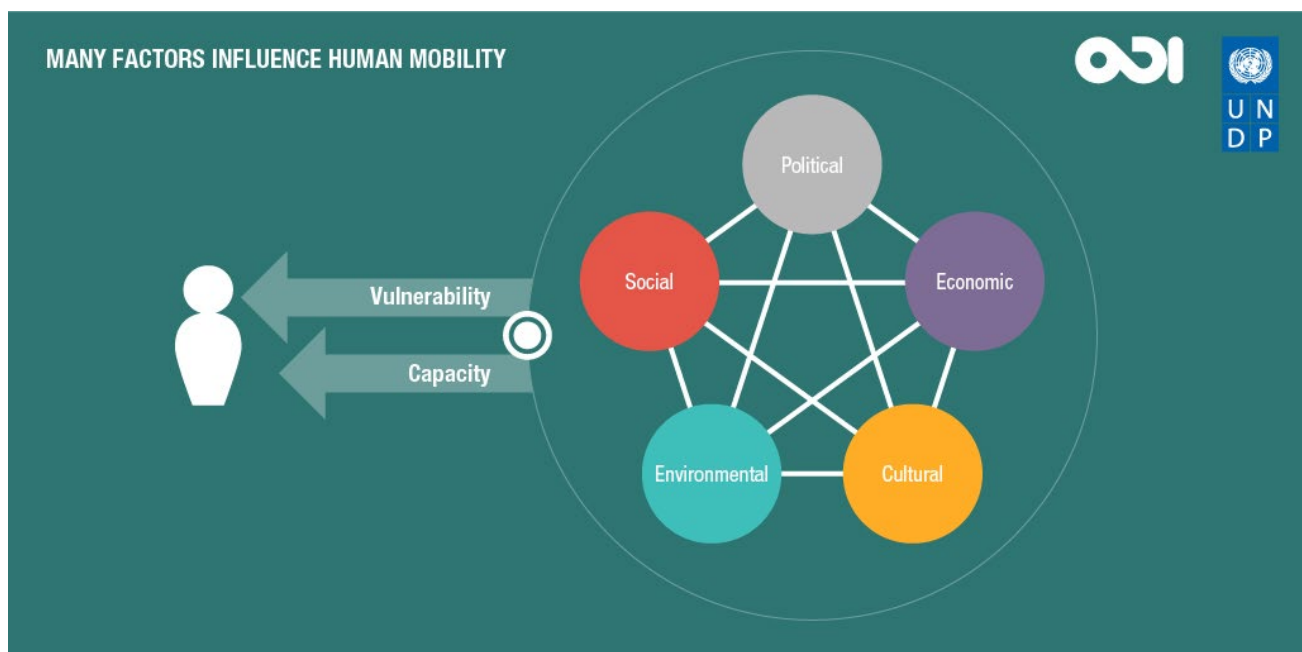 MANY FACTORS INFLUENCE HUMAN MOBILITY
ODI
U N
D P
Political
Social
Economic
Vulnerability
Capacity
Environmental
Cultural